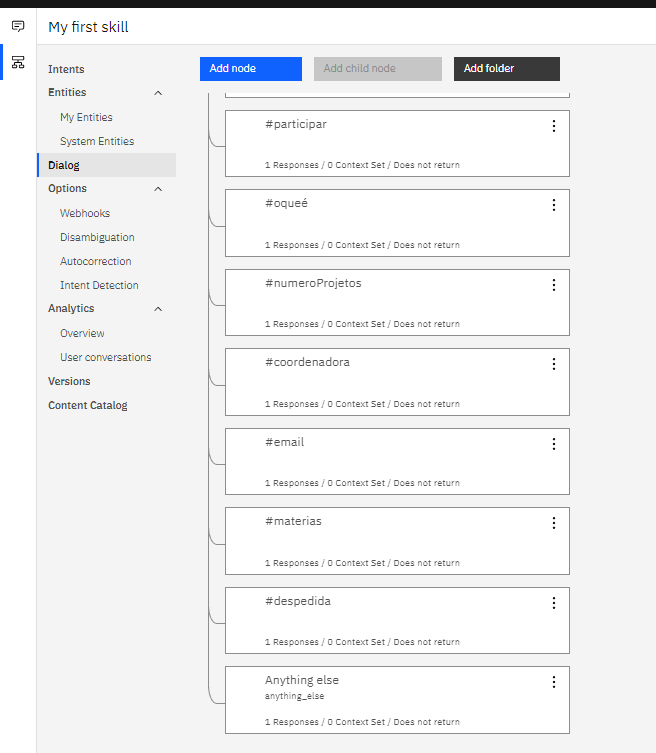 My first skill
Intents
Entities
My Entities
System Entities
Dialog
Options
Webhooks
Disambiguation
Autocorrection
Intent Detection
Analytics
Overview
User conversations
Versions
Content Catalog
Add node
Add child node
Add folder
#participar
1 Responses / 0 Context Set / Does not return
#oqueé
1 Responses / 0 Context Set / Does not return
#numeroProjetos
1 Responses / 0 Context Set / Does not return
#coordenadora
1 Responses / 0 Context Set / Does not return
#email
1 Responses / 0 Context Set / Does not return
#materias
1 Responses / 0 Context Set / Does not return
#despedida
1 Responses / 0 Context Set / Does not return
Anything else
anything_else
1 Responses / 0 Context Set / Does not return